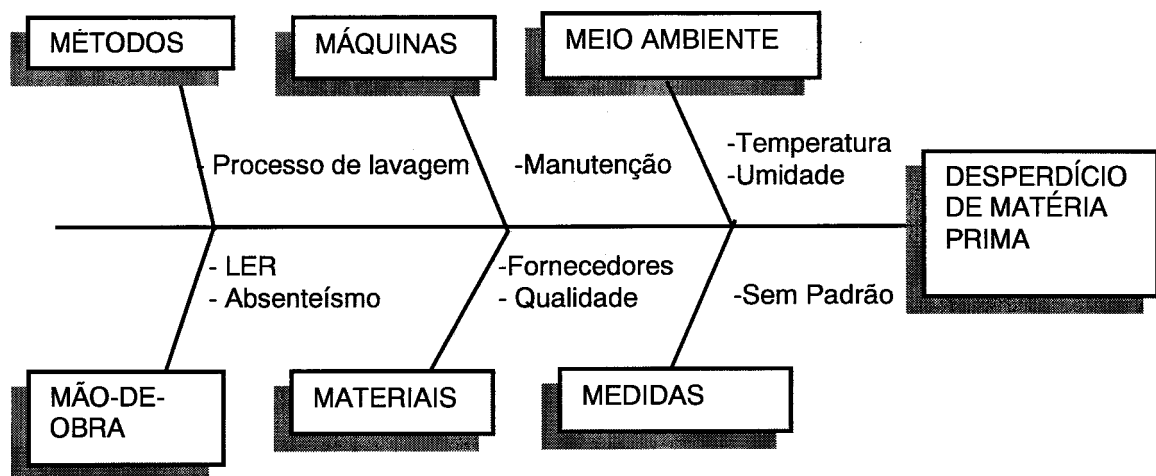 MÉTODOS
MÁQUINAS
MEIO AMBIENTE
- Processo de lavagem
-Manutenção
-Temperatura
-Umidade
DESPERDÍCIO
DE MATÉRIA
PRIMA
- LER
- Absenteísmo
-Fornecedores
- Qualidade
-Sem Padrão
MÃO-DE-
OBRA
MATERIAIS
MEDIDAS